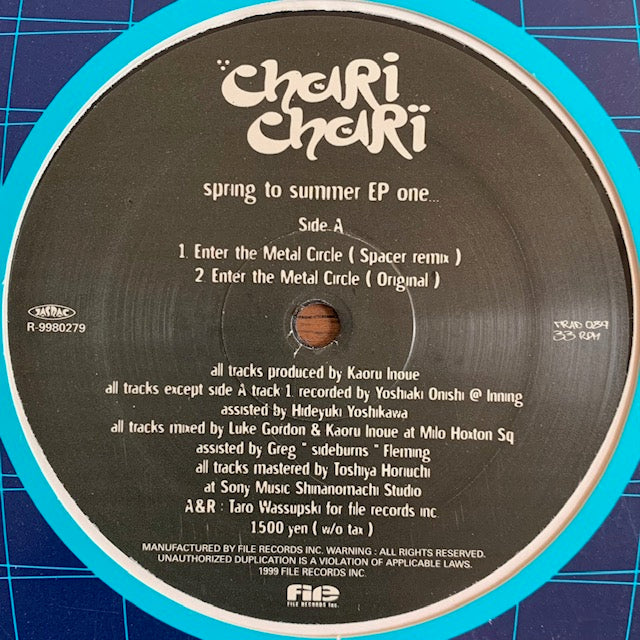 chari
charï
spring to summer EP one...
Side A
1. Enter the Metal Circle ( Spacer remix )
2. Enter the Metal Circle ( Original )
JASRAC
R-9980279
FRAD 039
33 RPM
all tracks produced by Kaoru Inoue
all tracks except side A track 1. recorded by Yoshiaki Onishi @ Inning
assisted by Hideyuki Yoshikawa
all tracks mixed by Luke Gordon & Kaoru Inoue at Milo Hoxton Sq
assisted by Greg " sideburns " Fleming
all tracks mastered by Toshiya Horiuchi
at Sony Music Shinanomachi Studio
A&R : Taro Wassupski for file records inc.
1500 yen ( w/o tax )
MANUFACTURED BY FILE RECORDS INC. WARNING : ALL RIGHTS RESERVED.
UNAUTHORIZED DUPLICATION IS A VIOLATION OF APPLICABLE LAWS.
1999 FILE RECORDS INC.
FILE
FILE RECORDS Inc.